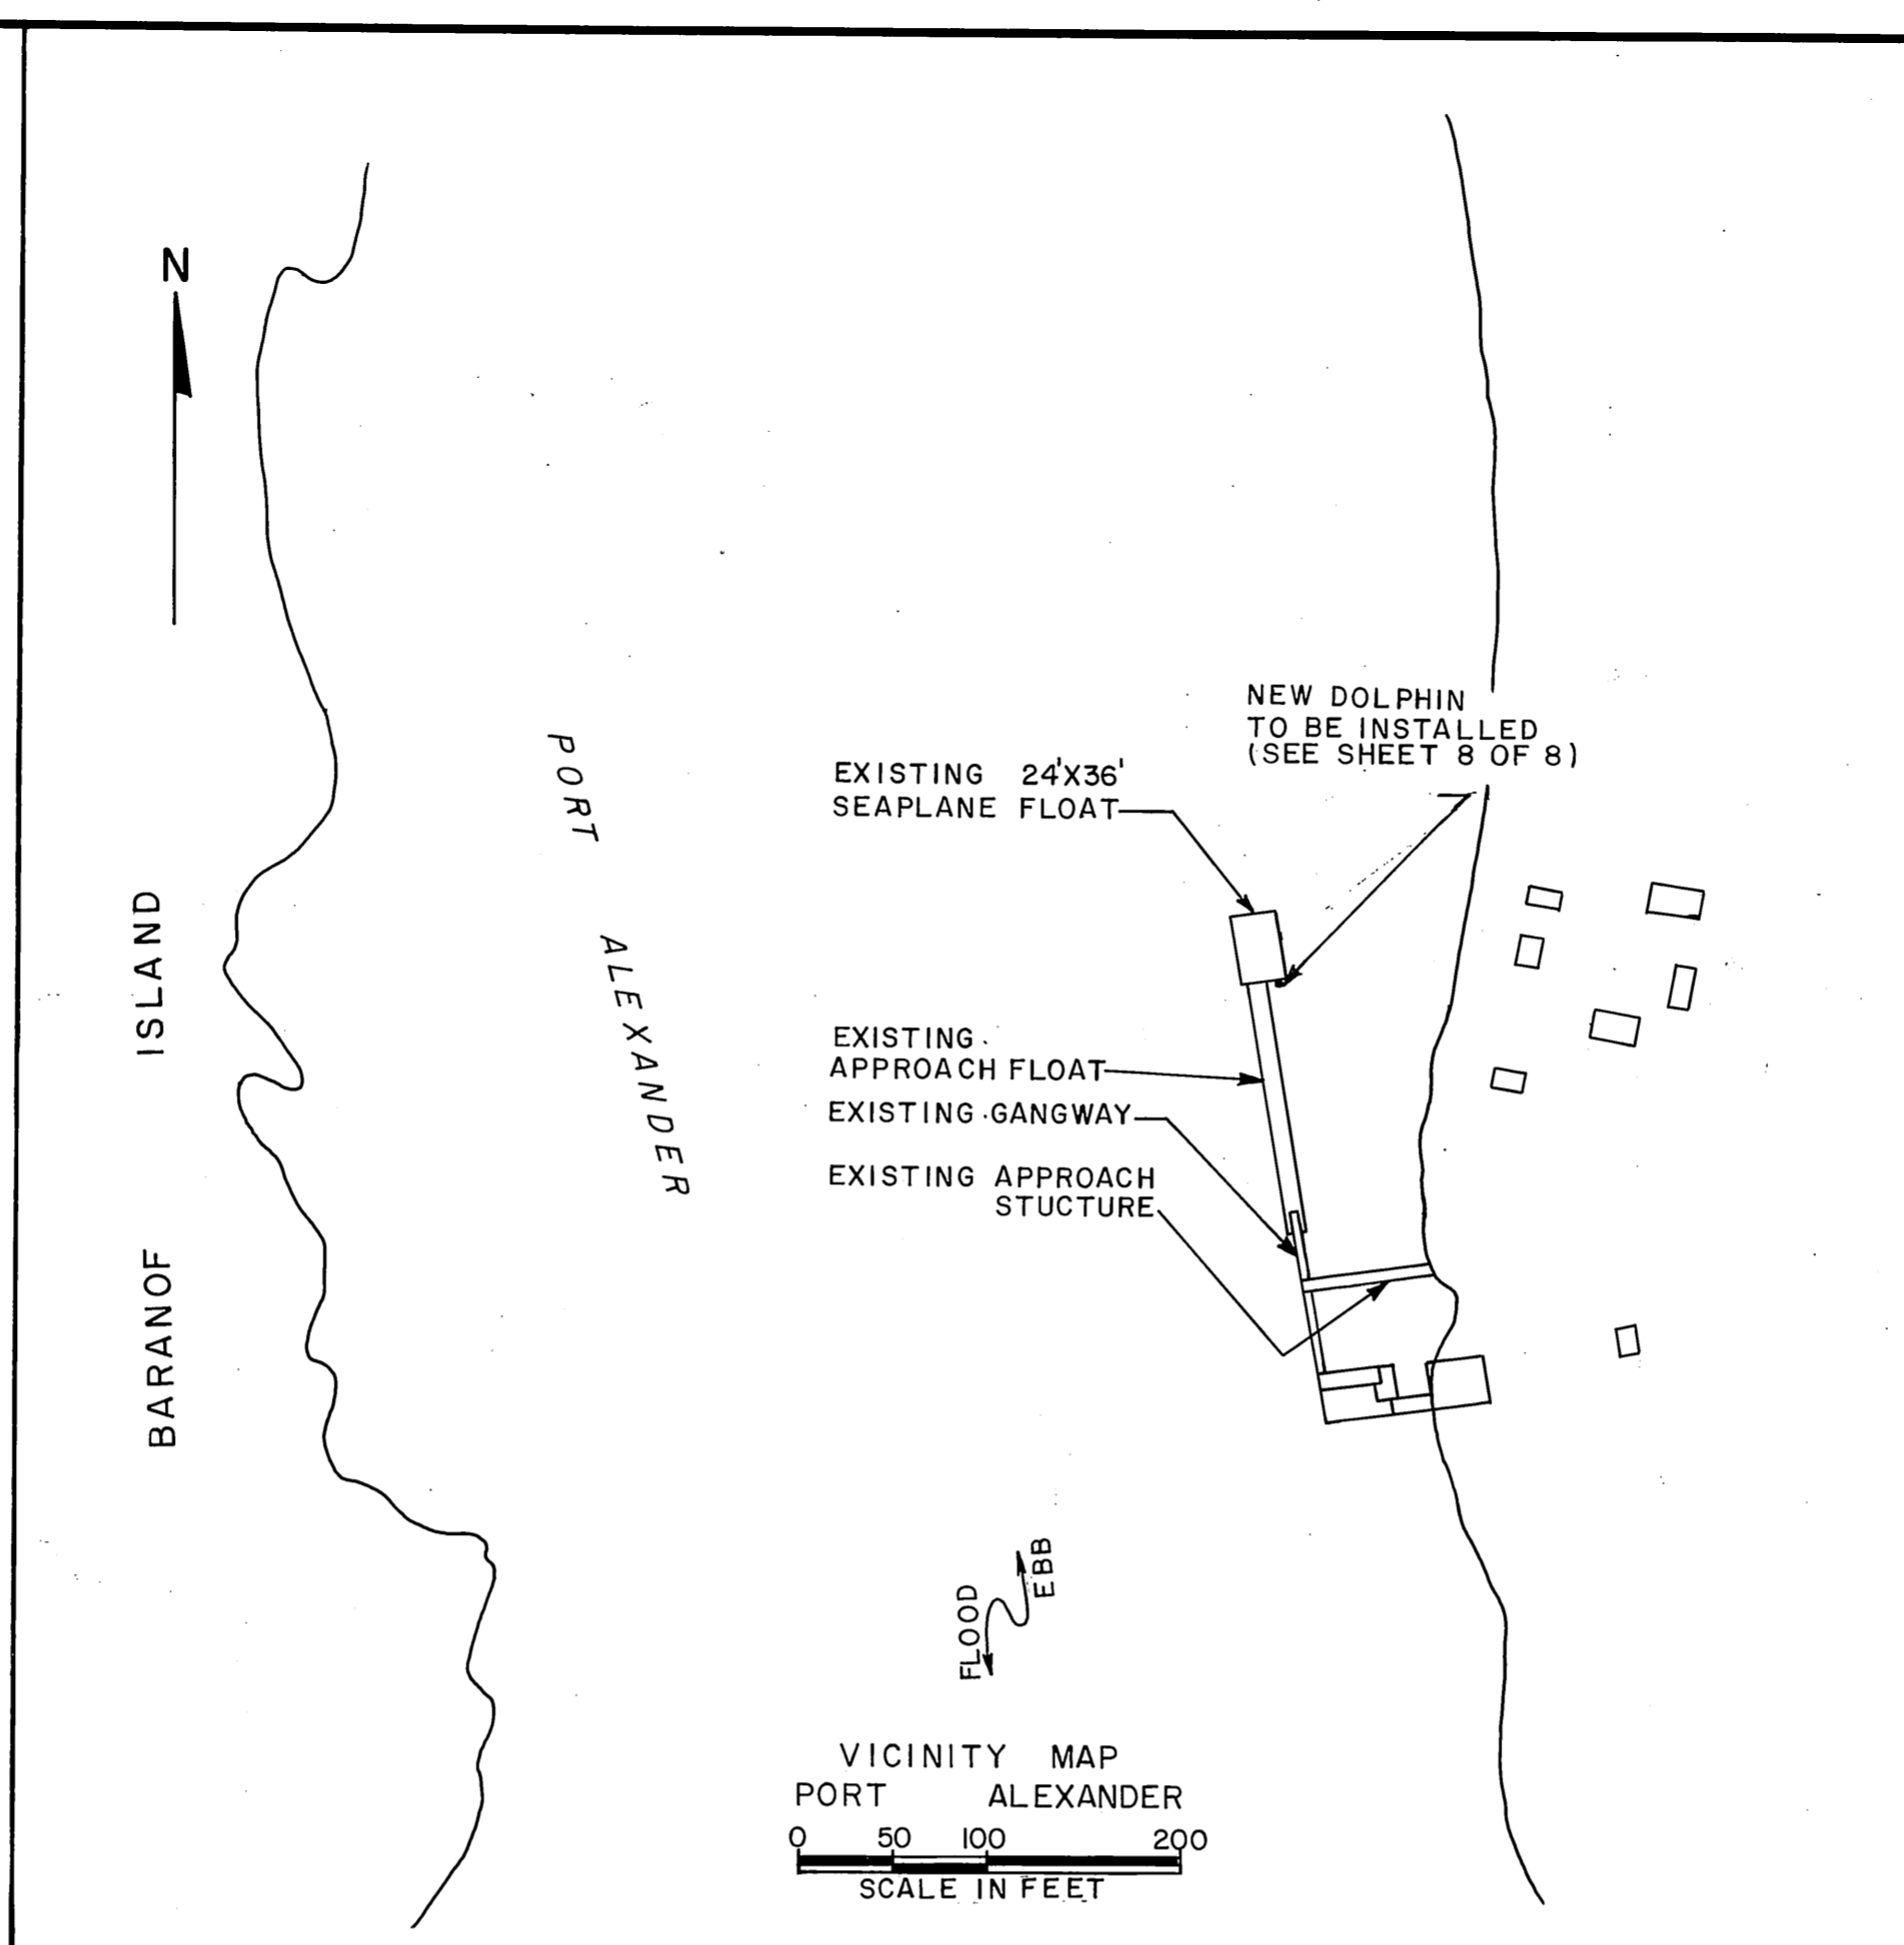 N
NEW DOLPHIN
TO BE INSTALLED
(SEE SHEET 8 OF 8)
EXISTING 24'X36'
SEAPLANE FLOAT
PORT ALEXANDER
BARANOF ISLAND
EXISTING
APPROACH FLOAT
EXISTING GANGWAY
EXISTING APPROACH
STUCTURE
EBB
FLOOD
VICINITY MAP
PORT ALEXANDER
0 50 100 200
SCALE IN FEET